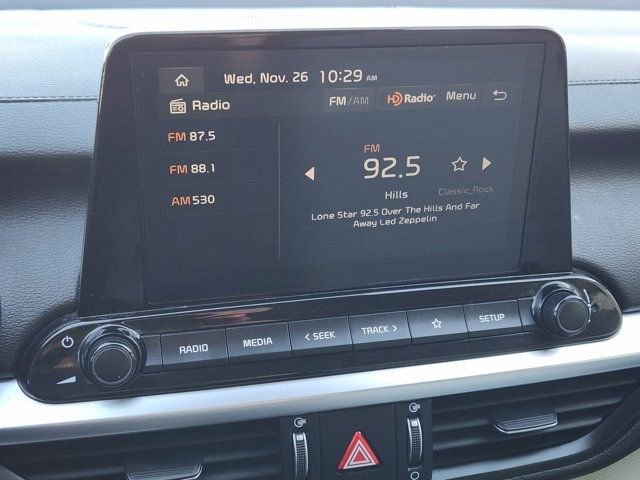 Wed, Nov. 26 10:29 AM
Radio FM/AM HD Radio Menu
FM 87.5
FM 88.1
AM 530
FM
92.5
Hills
Classic_Rock
Lone Star 92.5 Over The Hills And Far
Away Led Zeppelin
RADIO MEDIA < SEEK TRACK > SETUP